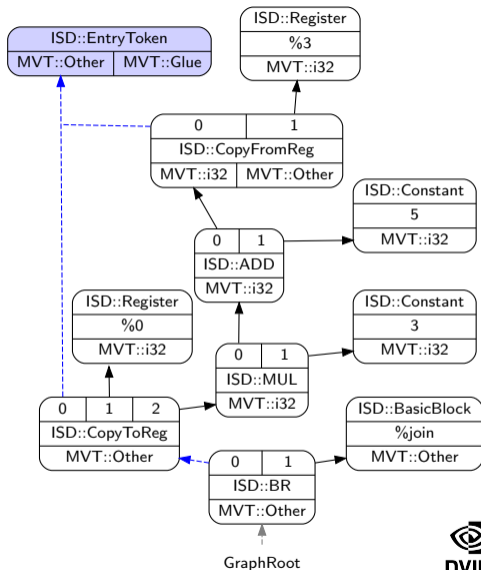 ISD::EntryToken
MVT::Other MVT::Glue
ISD::Register
%3
MVT::i32
0 1
ISD::CopyFromReg
MVT::i32 MVT::Other
ISD::Constant
5
MVT::i32
0 1
ISD::ADD
MVT::i32
ISD::Register
%0
MVT::i32
ISD::Constant
3
MVT::i32
0 1
ISD::MUL
MVT::i32
0 1 2
ISD::CopyToReg
MVT::Other
ISD::BasicBlock
%join
MVT::Other
0 1
ISD::BR
MVT::Other
GraphRoot